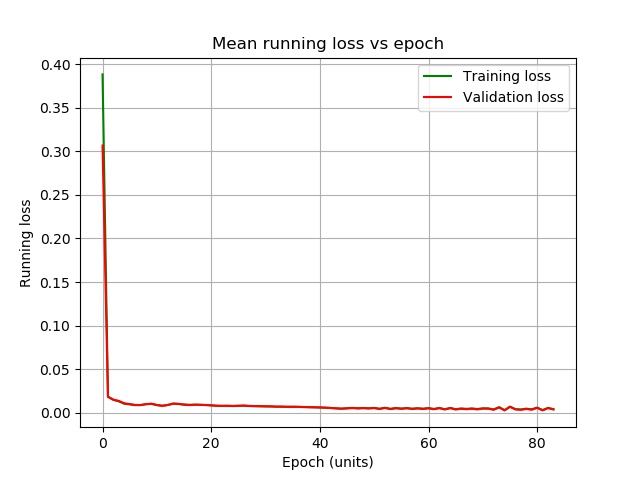 Mean running loss vs epoch
Training loss
Validation loss
Running loss
0.40
0.35
0.30
0.25
0.20
0.15
0.10
0.05
0.00
0 20 40 60 80
Epoch (units)